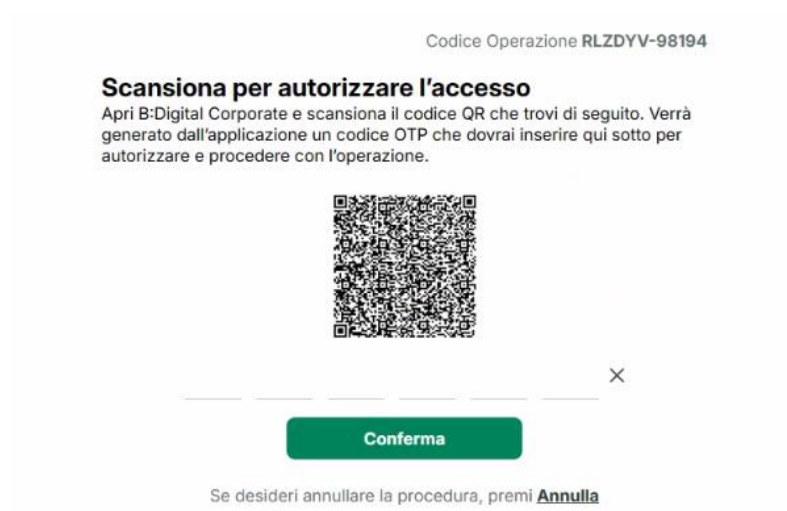 Codice Operazione RLZDYV-98194
Scansiona per autorizzare l'accesso
Apri B:Digital Corporate e scansiona il codice QR che trovi di seguito. Verrà
generato dall'applicazione un codice OTP che dovrai inserire qui sotto per
autorizzare e procedere con l'operazione.
Conferma
Se desideri annullare la procedura, premi Annulla